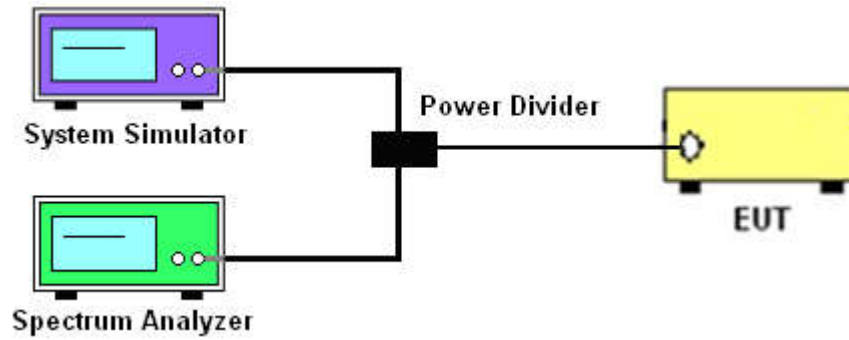 Power Divider
System Simulator
EUT
Spectrum Analyzer